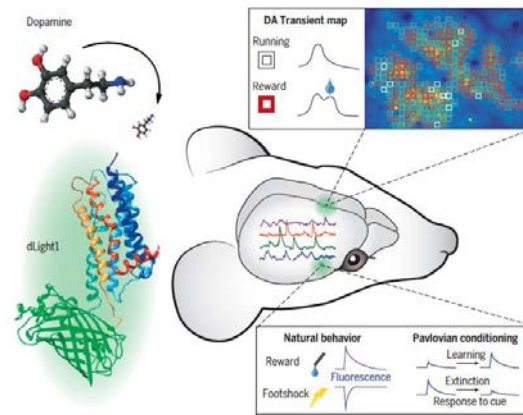 Dopamine
DA Transient map
Running
Reward
dLight1
Natural behavior
Reward
Fluorescence
Footshock
Pavlovian conditioning
Learning
Extinction
Response to cue